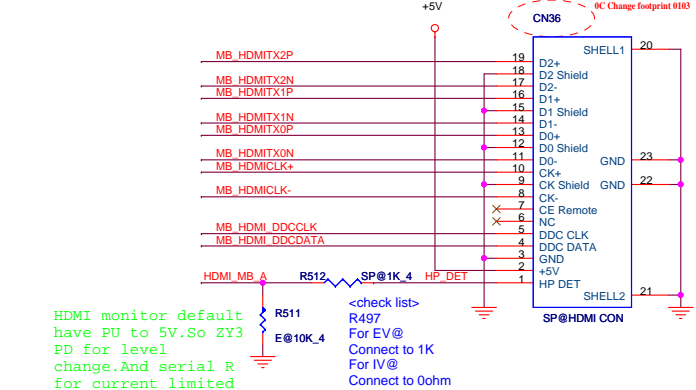 +5V
CN36
0C Change footprint 0103
SHELL1
20
MB_HDMITX2P
19
D2+
18
D2 Shield
MB_HDMITX2N
17
D2-
MB_HDMITX1P
16
D1+
15
D1 Shield
MB_HDMITX1N
14
D1-
MB_HDMITX0P
13
D0+
12
D0 Shield
MB_HDMITX0N
11
D0-
GND
23
MB_HDMICLK+
10
CK+
9
CK Shield
GND
22
MB_HDMICLK-
8
CK-
7
CE Remote
6
NC
MB_HDMI_DDCCLK
5
DDC CLK
MB_HDMI_DDCDATA
4
DDC DATA
3
GND
2
+5V
HDMI_MB_A
R512
SP@1K_4
HP_DET
1
HP DET
SHELL2
21
SP@HDMI CON
R511
E@10K_4
HDMI monitor default
have PU to 5V.So ZY3
PD for level
change.And serial R
for current limited
<check list>
R497
For EV@
Connect to 1K
For IV@
Connect to 0ohm